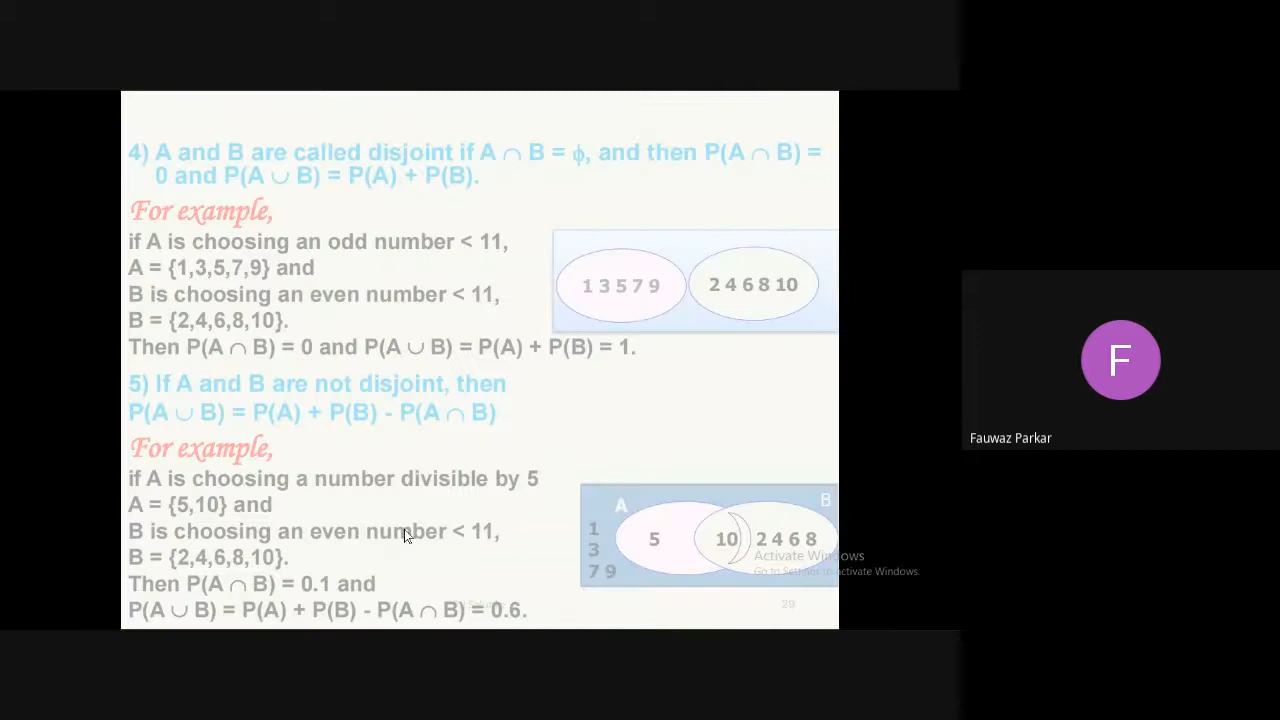 4) A and B are called disjoint if A ∩ B = ϕ, and then P(A ∩ B) =
0 and P(A ∪ B) = P(A) + P(B).
For example,
if A is choosing an odd number < 11,
A = {1,3,5,7,9} and
B is choosing an even number < 11,
B = {2,4,6,8,10}.
Then P(A ∩ B) = 0 and P(A ∪ B) = P(A) + P(B) = 1.
1 3 5 7 9
2 4 6 8 10
5) If A and B are not disjoint, then
P(A ∪ B) = P(A) + P(B) - P(A ∩ B)
For example,
if A is choosing a number divisible by 5
A = {5,10} and
B is choosing an even number < 11,
B = {2,4,6,8,10}.
Then P(A ∩ B) = 0.1 and
P(A ∪ B) = P(A) + P(B) - P(A ∩ B) = 0.6.
A
B
1
3
7 9
5
10
2 4 6 8
29
Activate Windows
Go to Settings to activate Windows.
F
Fauwaz Parkar